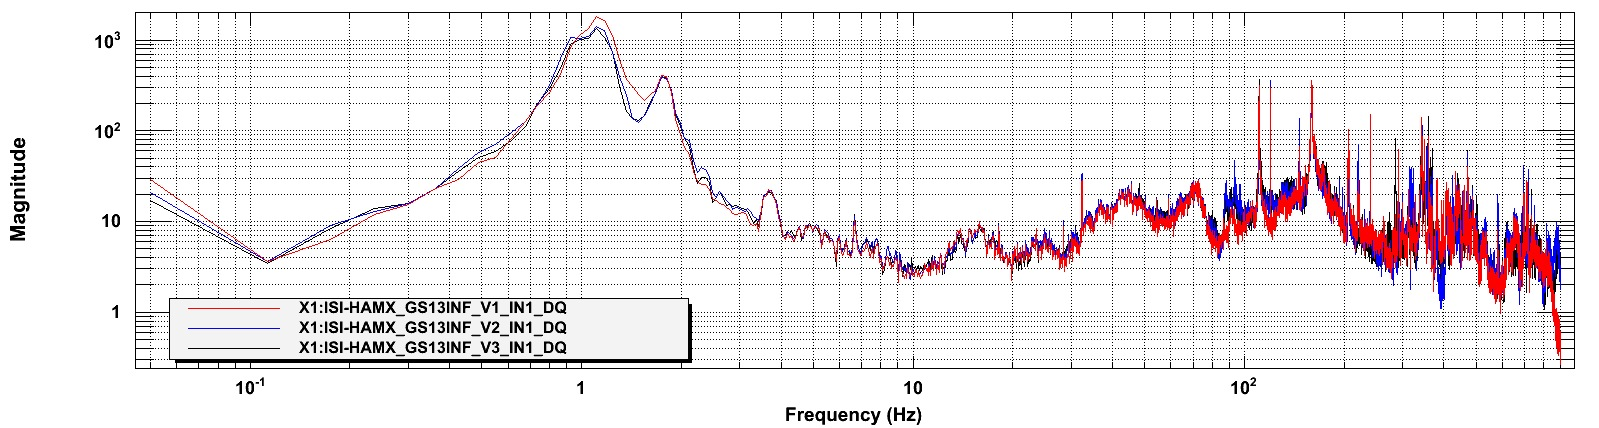 Magnitude
10³
10²
10
1
X1:ISI-HAMX_GS13INF_V1_IN1_DQ
X1:ISI-HAMX_GS13INF_V2_IN1_DQ
X1:ISI-HAMX_GS13INF_V3_IN1_DQ
10⁻¹ 1 10 10²
Frequency (Hz)